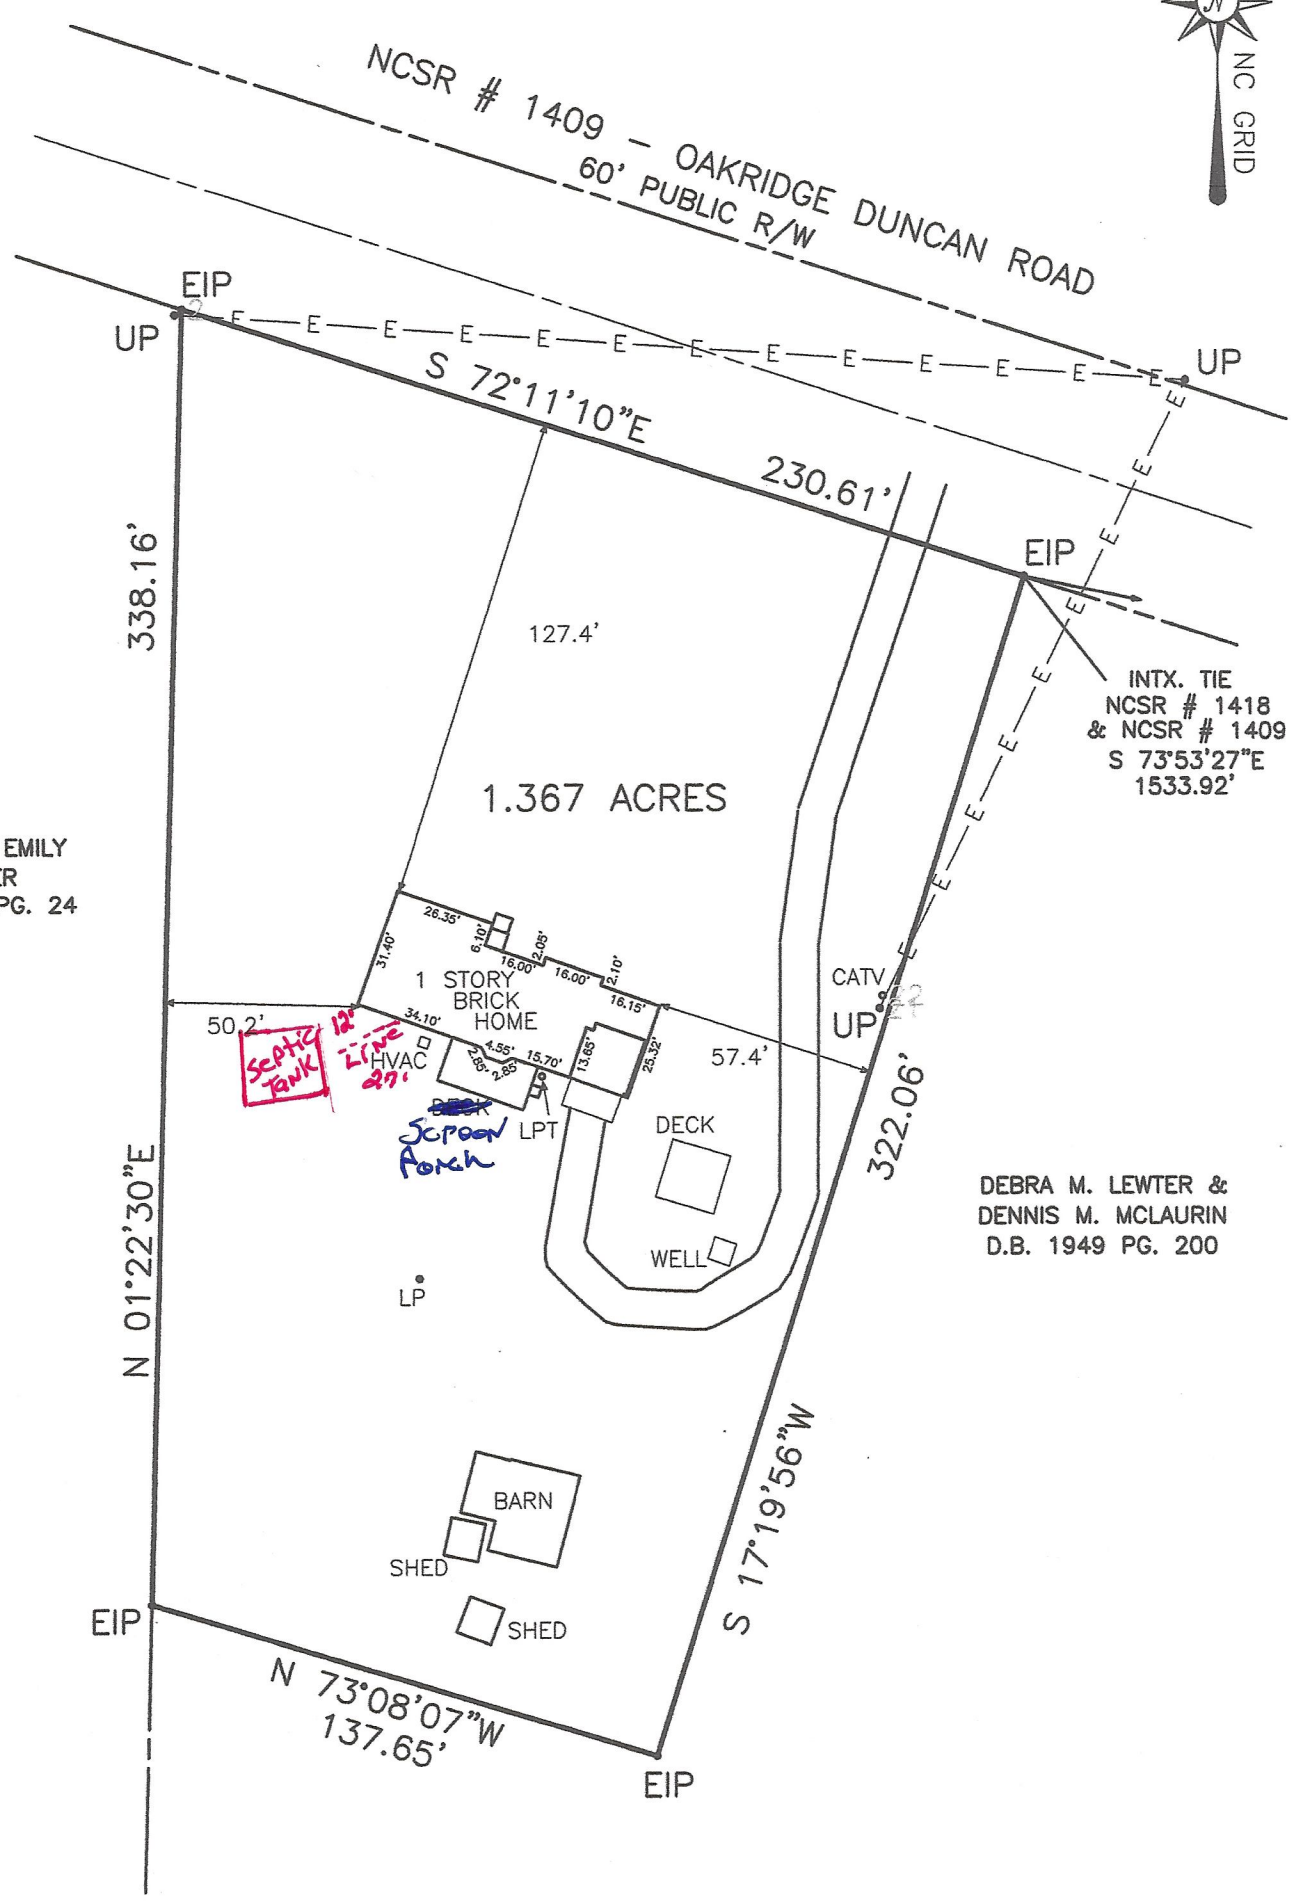 N
NC GRID
NCSR # 1409 – OAKRIDGE DUNCAN ROAD
60' PUBLIC R/W
EIP
UP
E E E E E E E E E E E E E
UP
S 72°11'10"E
230.61'
E E E E E E E E E E
EIP
338.16'
127.4'
INTX. TIE
NCSR # 1418
& NCSR # 1409
S 73°53'27"E
1533.92'
1.367 ACRES
EMILY
ER
PG. 24
26.35'
6.10'
16.00'
2.05'
16.00'
2.10'
16.15'
31.40'
1 STORY
BRICK
HOME
CATV
UP
50.2'
34.10'
4.55'
2.85'
2.85'
15.70'
13.65'
25.32'
57.4'
Septic
Tank
12'
Line
27'
HVAC
DECK
Screen
Porch
LPT
DECK
322.06'
DEBRA M. LEWTER &
DENNIS M. MCLAURIN
D.B. 1949 PG. 200
WELL
N 01°22'30"E
LP
BARN
SHED
SHED
S 17°19'56"W
EIP
N 73°08'07"W
137.65'
EIP